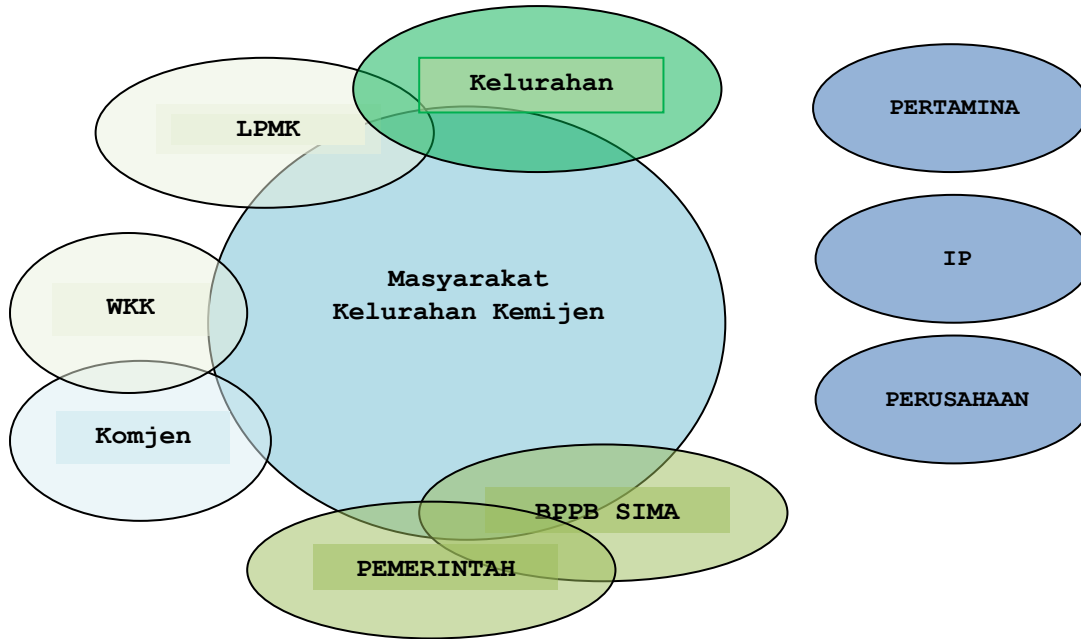 Kelurahan
LPMK
PERTAMINA
IP
Masyarakat
Kelurahan Kemijen
WKK
PERUSAHAAN
Komjen
BPPB SIMA
PEMERINTAH